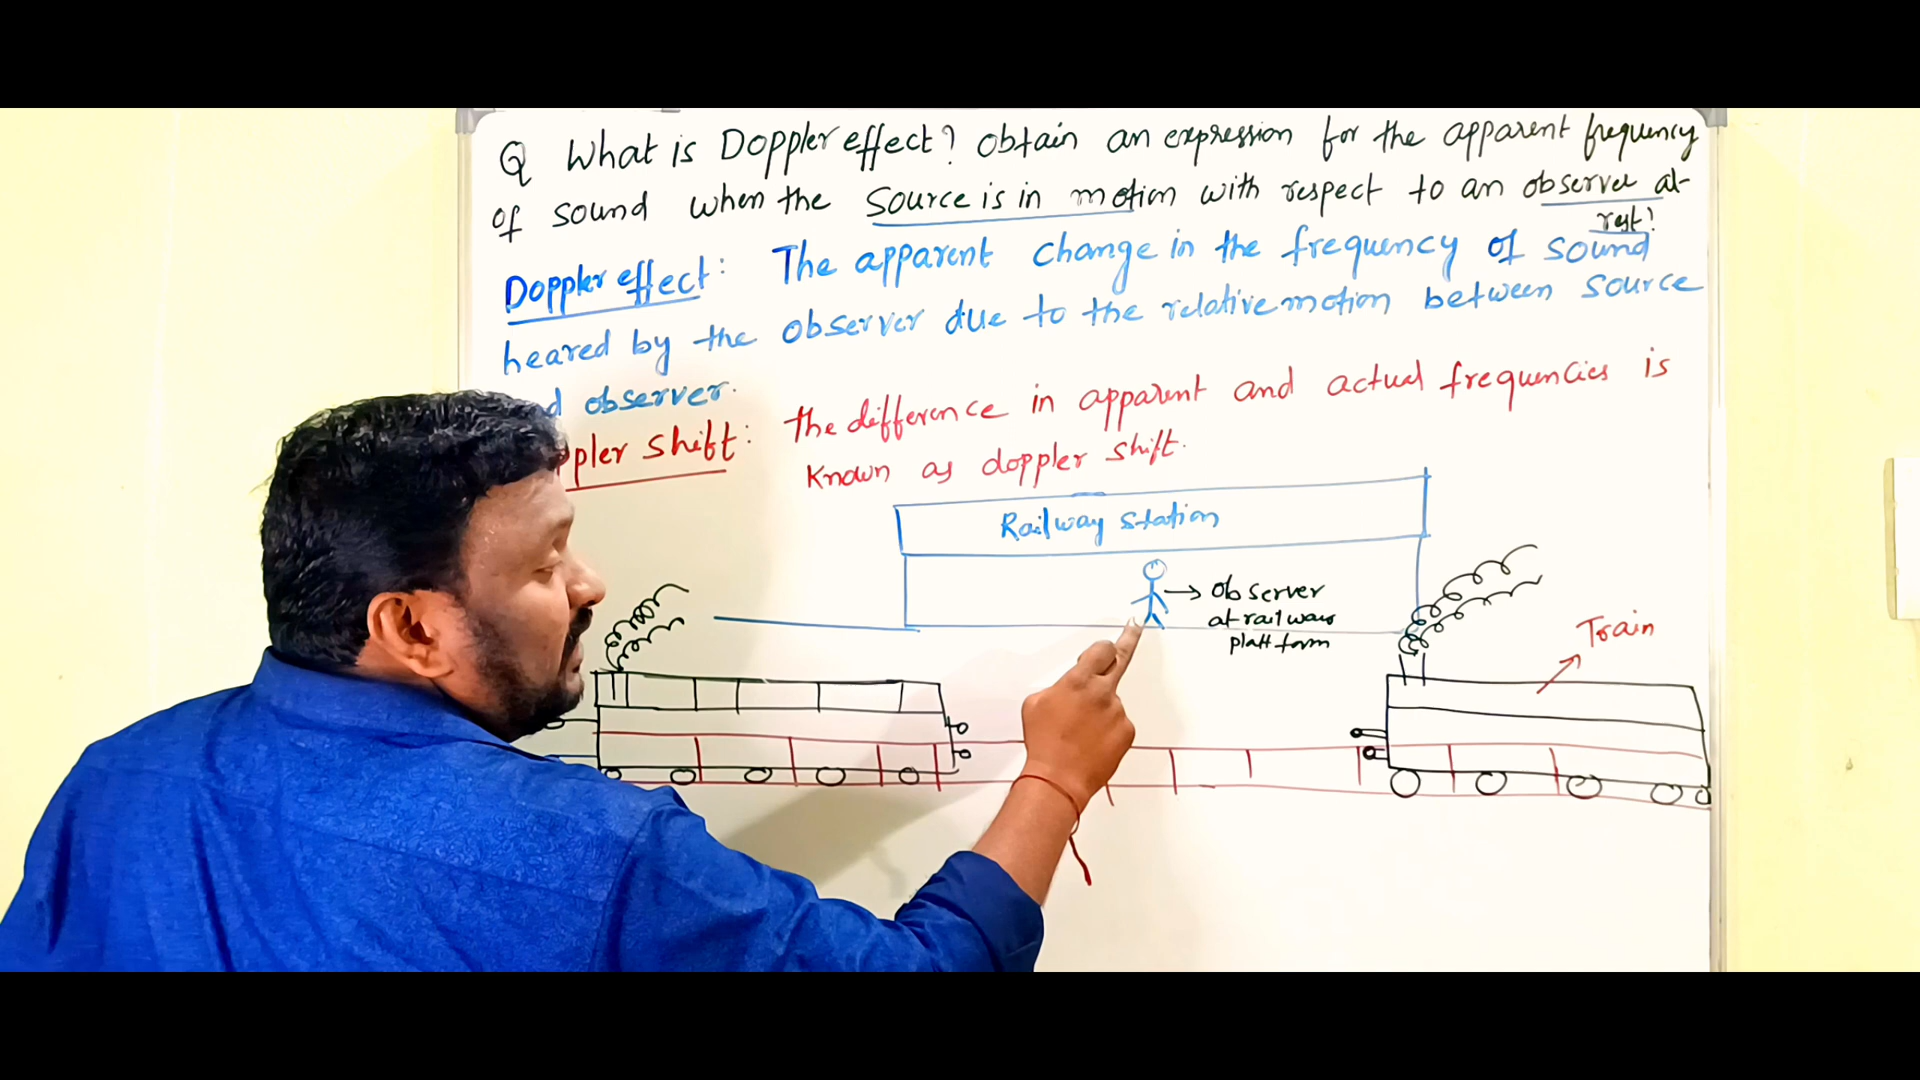 Q What is Doppler effect? Obtain an expression for the apparent frequency
of sound when the source is in motion with respect to an observer at
rest?
Doppler effect: The apparent change in the frequency of sound
heared by the observer due to the relative motion between source
observer.
shift: the difference in apparent and actual frequencies is
known as doppler shift.
Railway station
observer
at railway
platform
Train